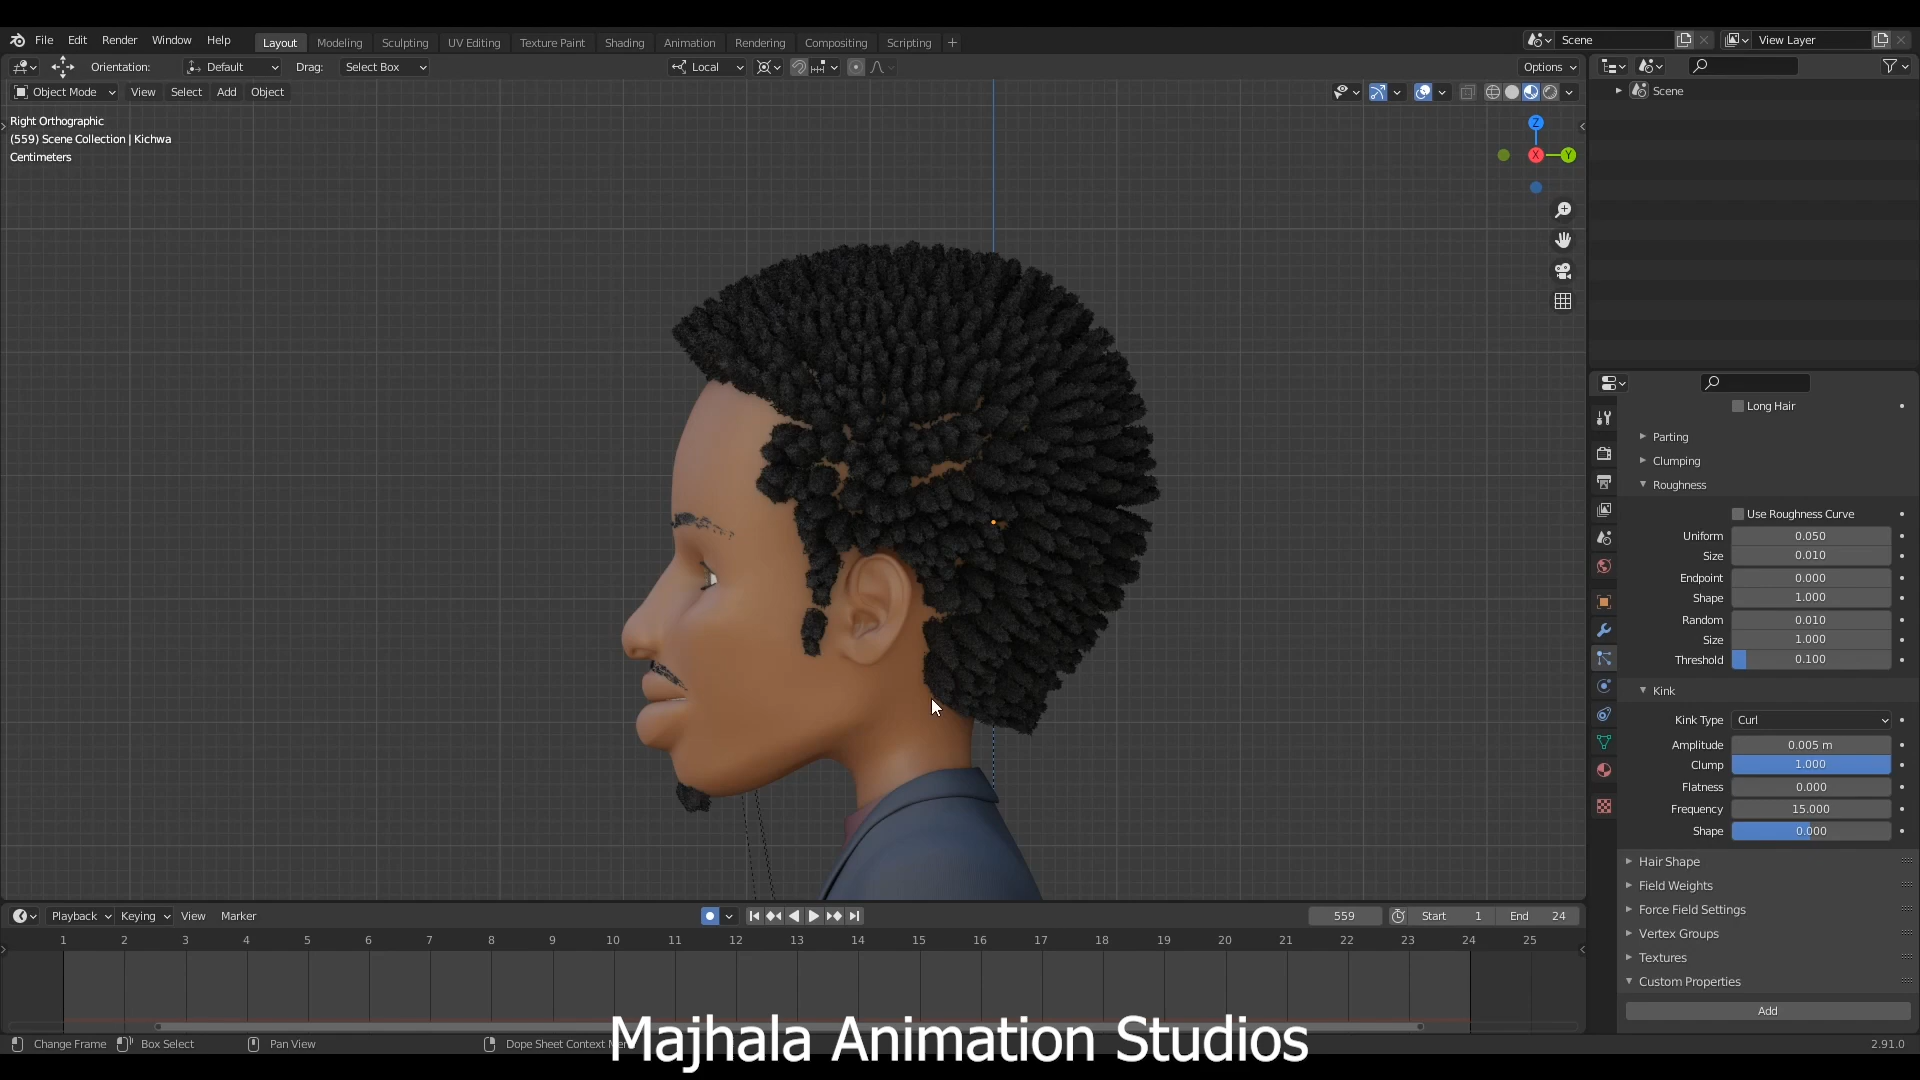 File Edit Render Window Help Layout Modeling Sculpting UV Editing Texture Paint Shading Animation Rendering Compositing Scripting + Scene View Layer
Orientation: Default Drag: Select Box Local Options
Object Mode View Select Add Object
Scene
Right Orthographic
(559) Scene Collection | Kichwa
Centimeters
Z
X
Y
Long Hair
Parting
Clumping
Roughness
Use Roughness Curve
Uniform 0.050
Size 0.010
Endpoint 0.000
Shape 1.000
Random 0.010
Size 1.000
Threshold 0.100
Kink
Kink Type Curl
Amplitude 0.005 m
Clump 1.000
Flatness 0.000
Frequency 15.000
Shape 0.000
Hair Shape
Field Weights
Force Field Settings
Vertex Groups
Textures
Custom Properties
Add
Playback Keying View Marker 559 Start 1 End 24
1 2 3 4 5 6 7 8 9 10 11 12 13 14 15 16 17 18 19 20 21 22 23 24 25
Change Frame Box Select Pan View Dope Sheet Context 2.91.0
Majhala Animation Studios